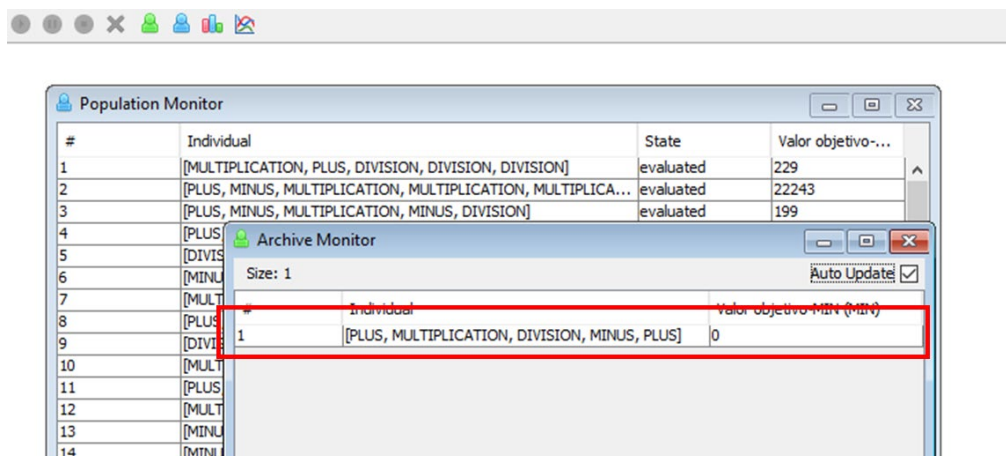 Population Monitor
# Individual State Valor objetivo-...
1 [MULTIPLICATION, PLUS, DIVISION, DIVISION, DIVISION] evaluated 229
2 [PLUS, MINUS, MULTIPLICATION, MULTIPLICATION, MULTIPLICA... evaluated 22243
3 [PLUS, MINUS, MULTIPLICATION, MINUS, DIVISION] evaluated 199
4 [PLUS
5 [DIVIS
6 [MINU
7 [MULT
8 [PLUS,
9 [DIVIS
10 [MULT
11 [PLUS
12 [MULT
13 [MINU
14 [MINU
Archive Monitor
Size: 1 Auto Update
# Individual Valor objetivo-MIN (MIN)
1 [PLUS, MULTIPLICATION, DIVISION, MINUS, PLUS] 0